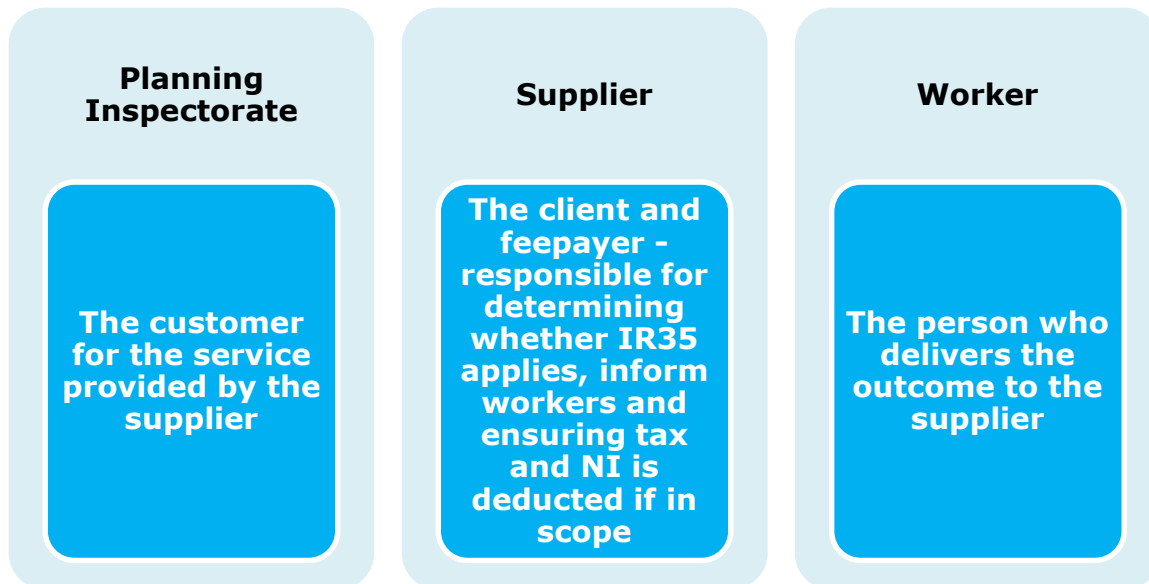 Planning
Inspectorate
The customer
for the service
provided by the
supplier
Supplier
The client and
feepayer -
responsible for
determining
whether IR35
applies, inform
workers and
ensuring tax
and NI is
deducted if in
scope
Worker
The person who
delivers the
outcome to the
supplier